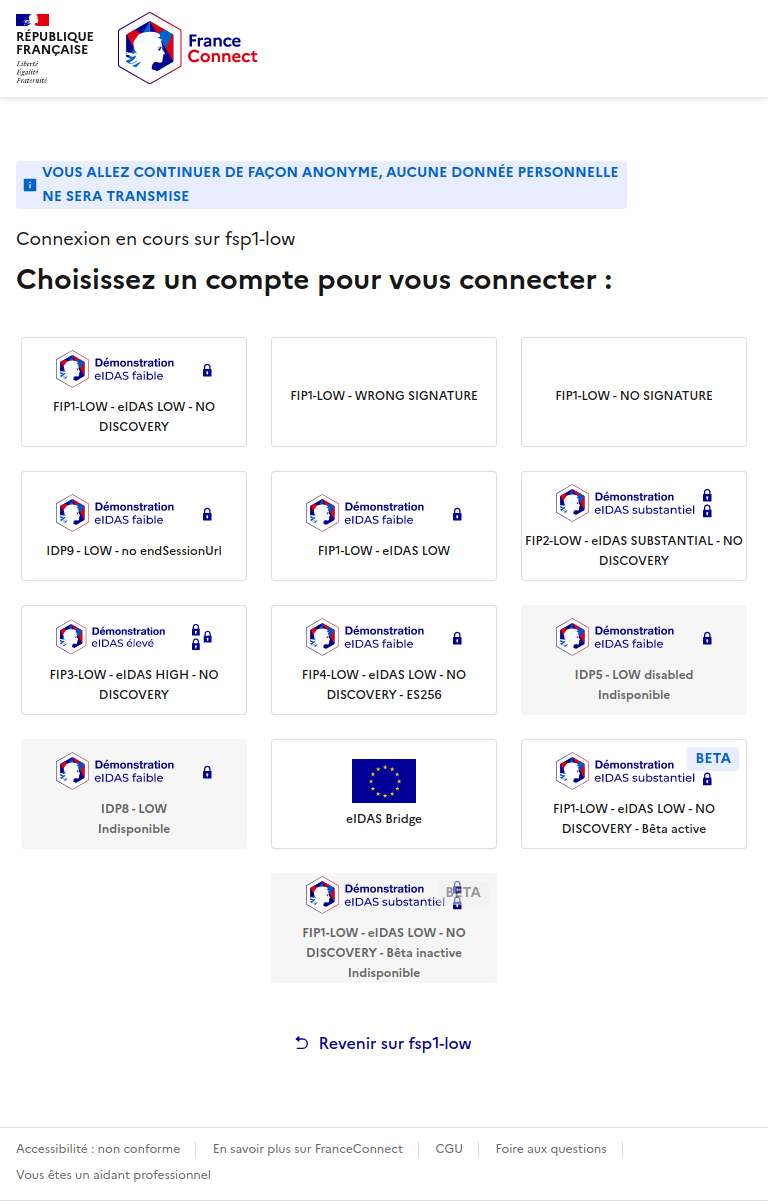 RÉPUBLIQUE
FRANÇAISE
Liberté
Égalité
Fraternité
France
Connect
VOUS ALLEZ CONTINUER DE FAÇON ANONYME, AUCUNE DONNÉE PERSONNELLE
NE SERA TRANSMISE
Connexion en cours sur fsp1-low
Choisissez un compte pour vous connecter :
Démonstration
eIDAS faible
FIP1-LOW - eIDAS LOW - NO
DISCOVERY
FIP1-LOW - WRONG SIGNATURE
FIP1-LOW - NO SIGNATURE
Démonstration
eIDAS faible
IDP9 - LOW - no endSessionUrl
Démonstration
eIDAS faible
FIP1-LOW - eIDAS LOW
Démonstration
eIDAS substantiel
FIP2-LOW - eIDAS SUBSTANTIAL - NO
DISCOVERY
Démonstration
eIDAS élevé
FIP3-LOW - eIDAS HIGH - NO
DISCOVERY
Démonstration
eIDAS faible
FIP4-LOW - eIDAS LOW - NO
DISCOVERY - ES256
Démonstration
eIDAS faible
IDP5 - LOW disabled
Indisponible
Démonstration
eIDAS faible
IDP8 - LOW
Indisponible
eIDAS Bridge
BETA
Démonstration
eIDAS substantiel
FIP1-LOW - eIDAS LOW - NO
DISCOVERY - Bêta active
BETA
Démonstration
eIDAS substantiel
FIP1-LOW - eIDAS LOW - NO
DISCOVERY - Bêta inactive
Indisponible
Revenir sur fsp1-low
Accessibilité : non conforme
En savoir plus sur FranceConnect
CGU
Foire aux questions
Vous êtes un aidant professionnel